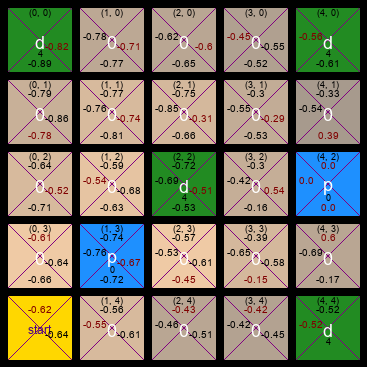 (0, 0) (1, 0) (2, 0) (3, 0) (4, 0)
-0.78 -0.62 -0.45 -0.56
d 0 0 0 d
-0.82 -0.71 -0.6 -0.55
4 4
-0.89 -0.77 -0.65 -0.52 -0.61
(0, 1) (1, 1) (2, 1) (3, 1) (4, 1)
-0.79 -0.77 -0.75 -0.3 -0.33
-0.76 -0.85 -0.55 -0.54
0 0 0 0 0
-0.86 -0.74 -0.31 -0.29
-0.78 -0.81 -0.66 -0.53 0.39
(0, 2) (1, 2) (2, 2) (3, 2) (4, 2)
-0.64 -0.59 -0.72 -0.3 0.0
-0.54 -0.69 -0.42 0.0
0 0 d 0 p
-0.52 -0.68 -0.51 -0.54
4 0
-0.71 -0.63 -0.53 -0.16 0.0
(0, 3) (1, 3) (2, 3) (3, 3) (4, 3)
-0.61 -0.74 -0.57 -0.39 0.6
-0.76 -0.53 -0.65 -0.69
0 p 0 0 0
-0.64 -0.67 -0.61 -0.58
0
-0.66 -0.72 -0.45 -0.15 -0.17
(1, 4) (2, 4) (3, 4) (4, 4)
-0.62 -0.56 -0.43 -0.42 -0.52
-0.55 -0.46 -0.42 -0.52
start 0 0 0 d
-0.64 -0.61 -0.51 -0.45
4